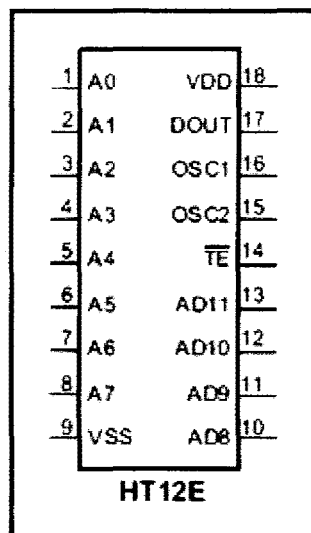 1 A0 VDD 18
2 A1 DOUT 17
3 A2 OSC1 16
4 A3 OSC2 15
5 A4 T̅E̅ 14
6 A5 AD11 13
7 A6 AD10 12
8 A7 AD9 11
9 VSS AD8 10
HT12E